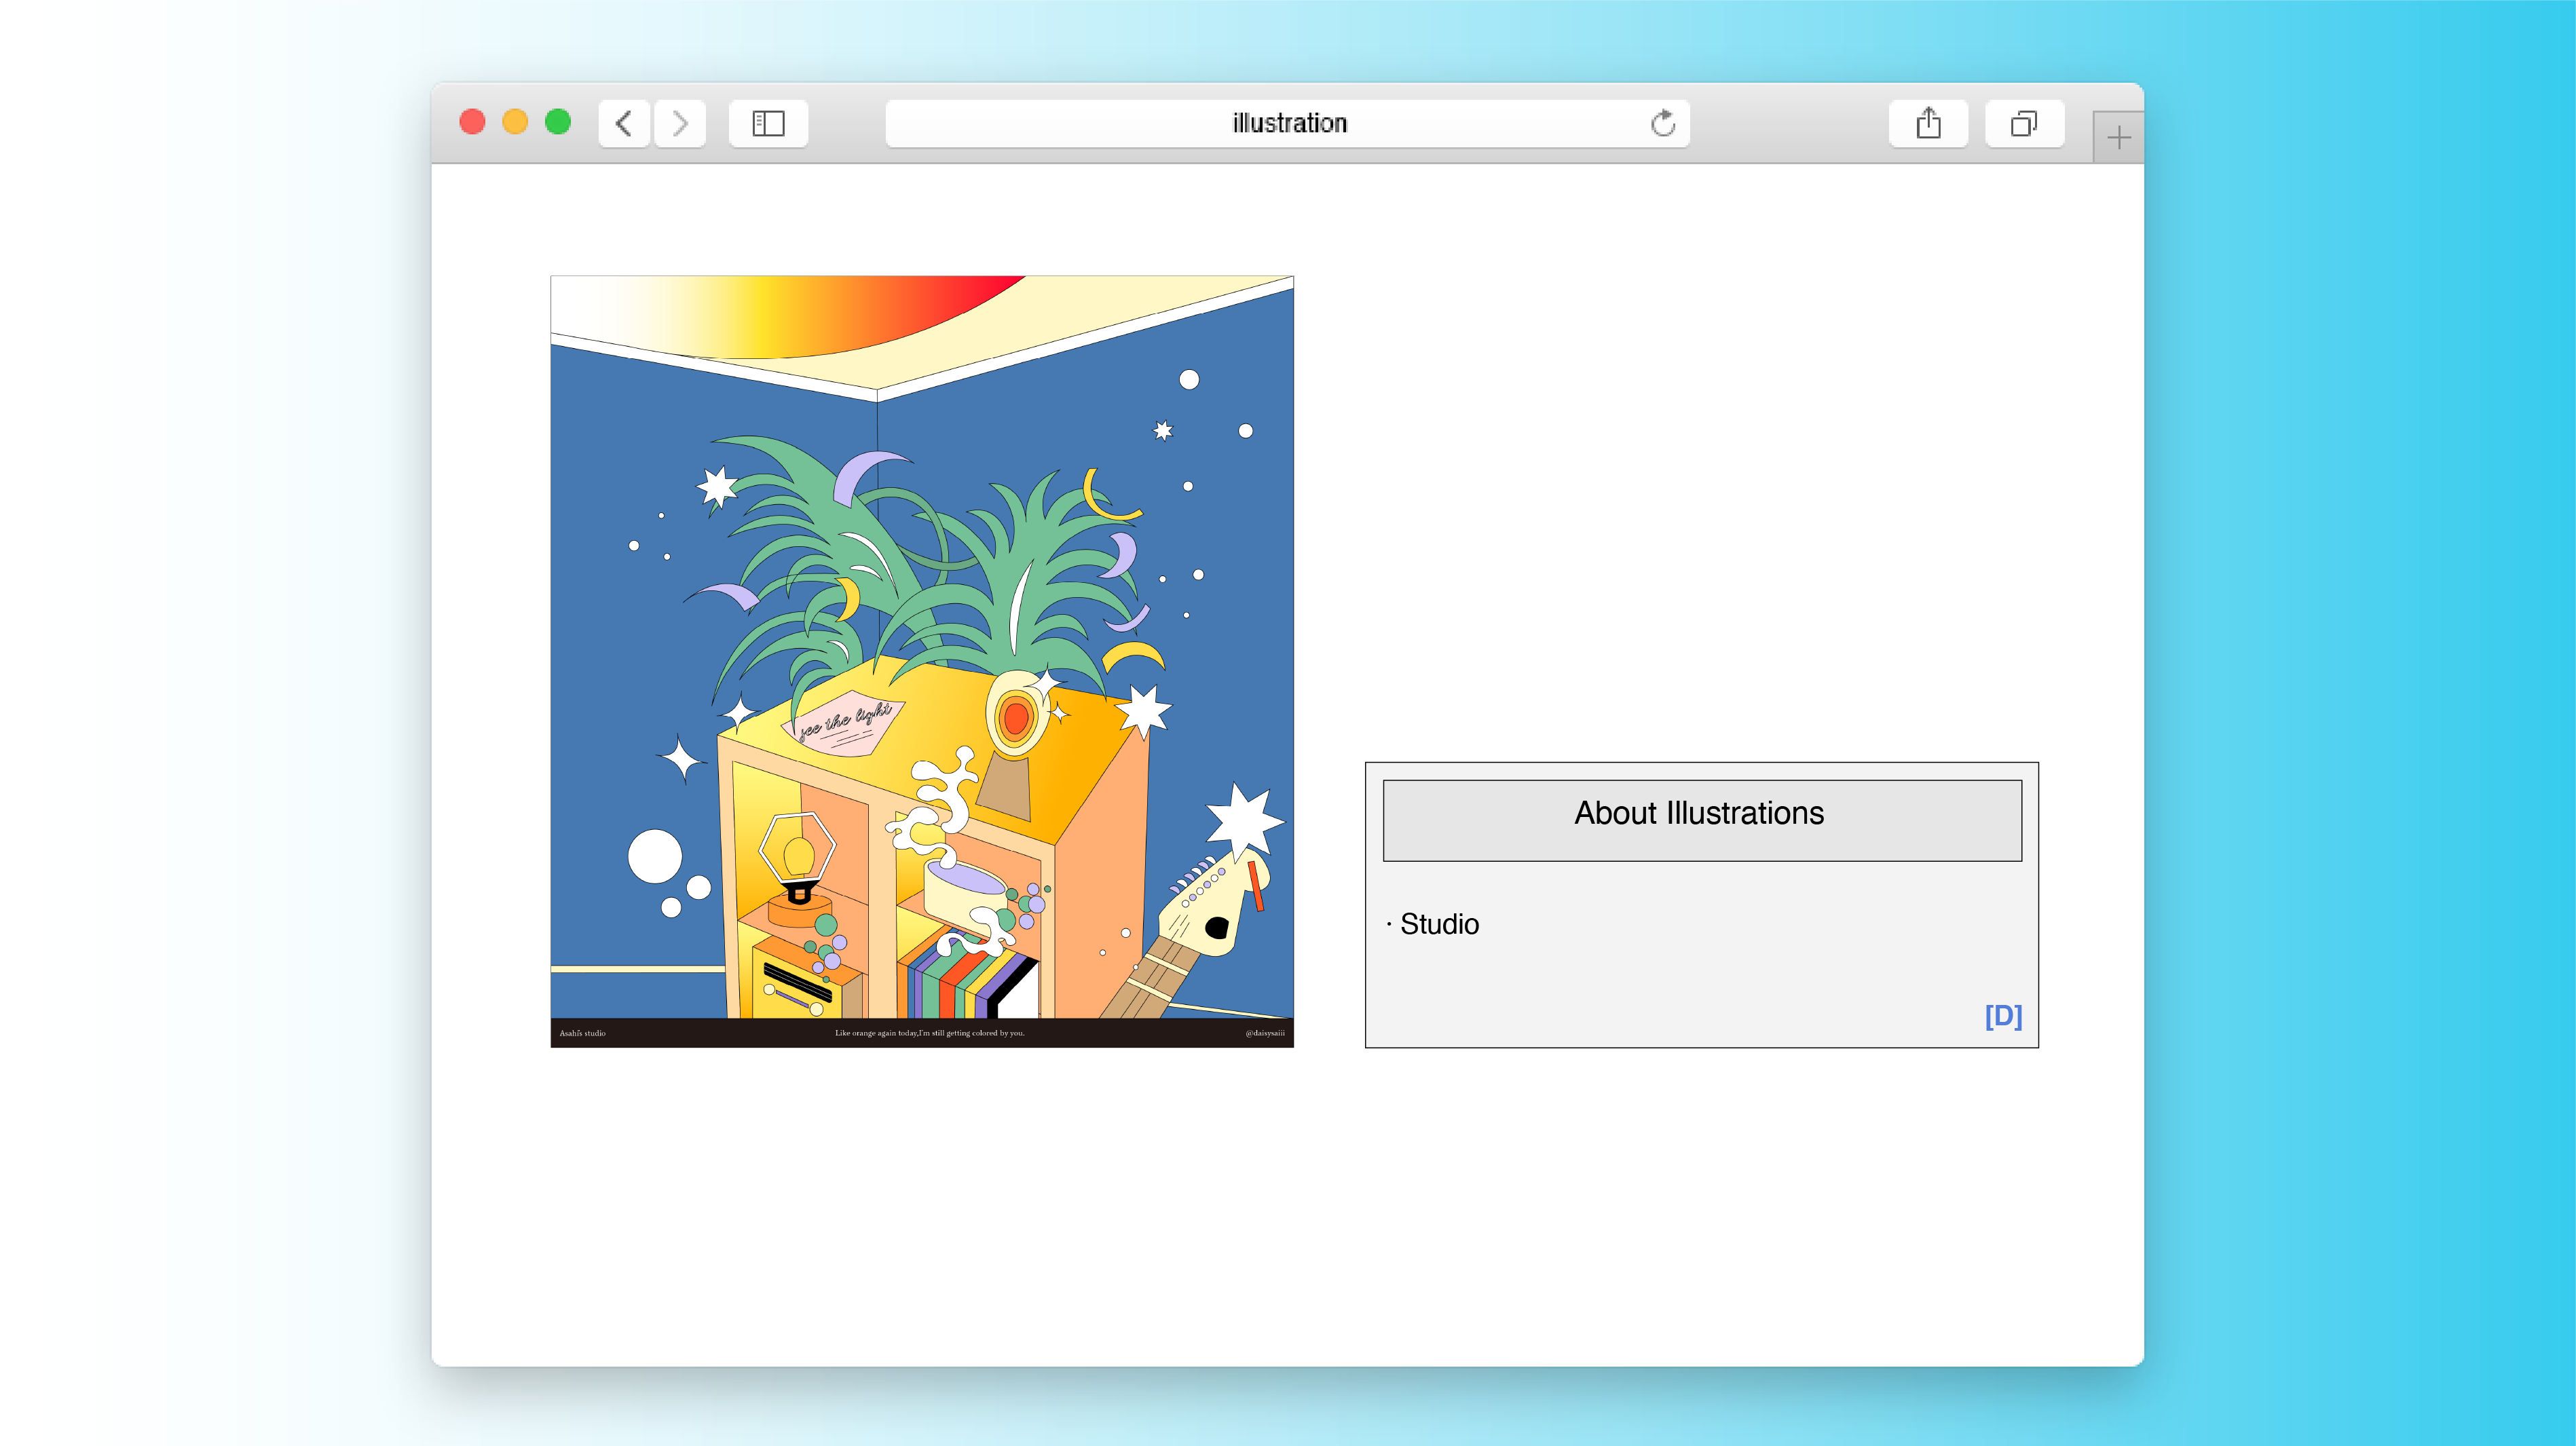 illustration
see the light
Asahi's studio
Like orange again today,I'm still getting colored by you.
@daisysaiii
About Illustrations
· Studio
[D]